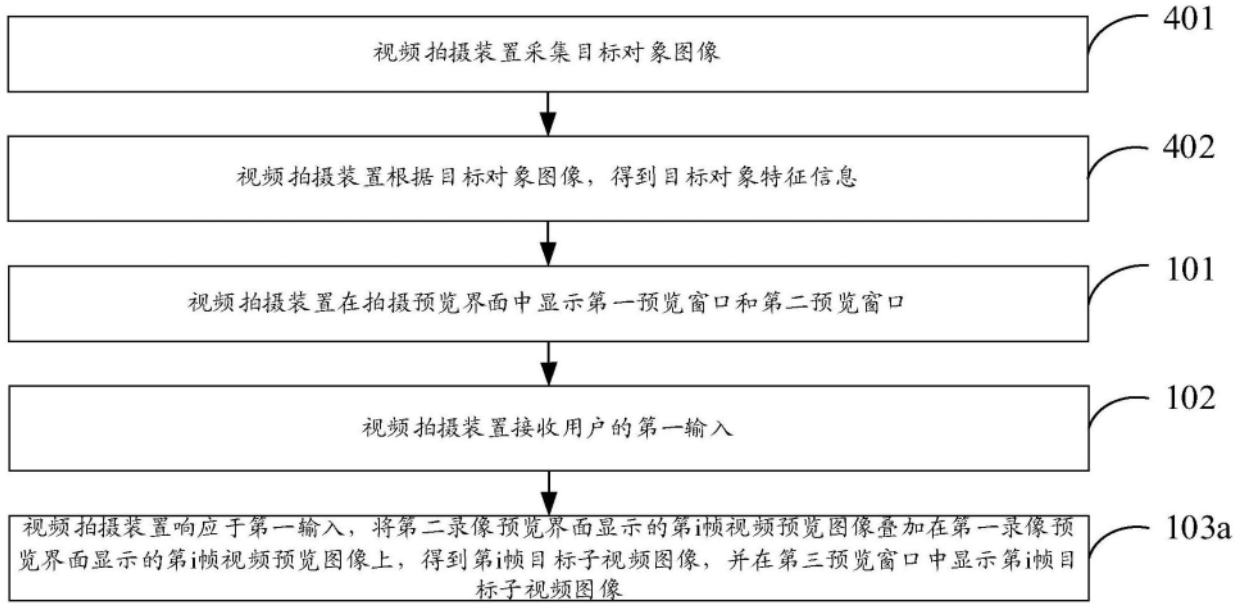 视频拍摄装置采集目标对象图像
401
视频拍摄装置根据目标对象图像，得到目标对象特征信息
402
视频拍摄装置在拍摄预览界面中显示第一预览窗口和第二预览窗口
101
视频拍摄装置接收用户的第一输入
102
视频拍摄装置响应于第一输入，将第二录像预览界面显示的第i帧视频预览图像叠加在第一录像预
览界面显示的第i帧视频预览图像上，得到第i帧目标子视频图像，并在第三预览窗口中显示第i帧目
标子视频图像
103a